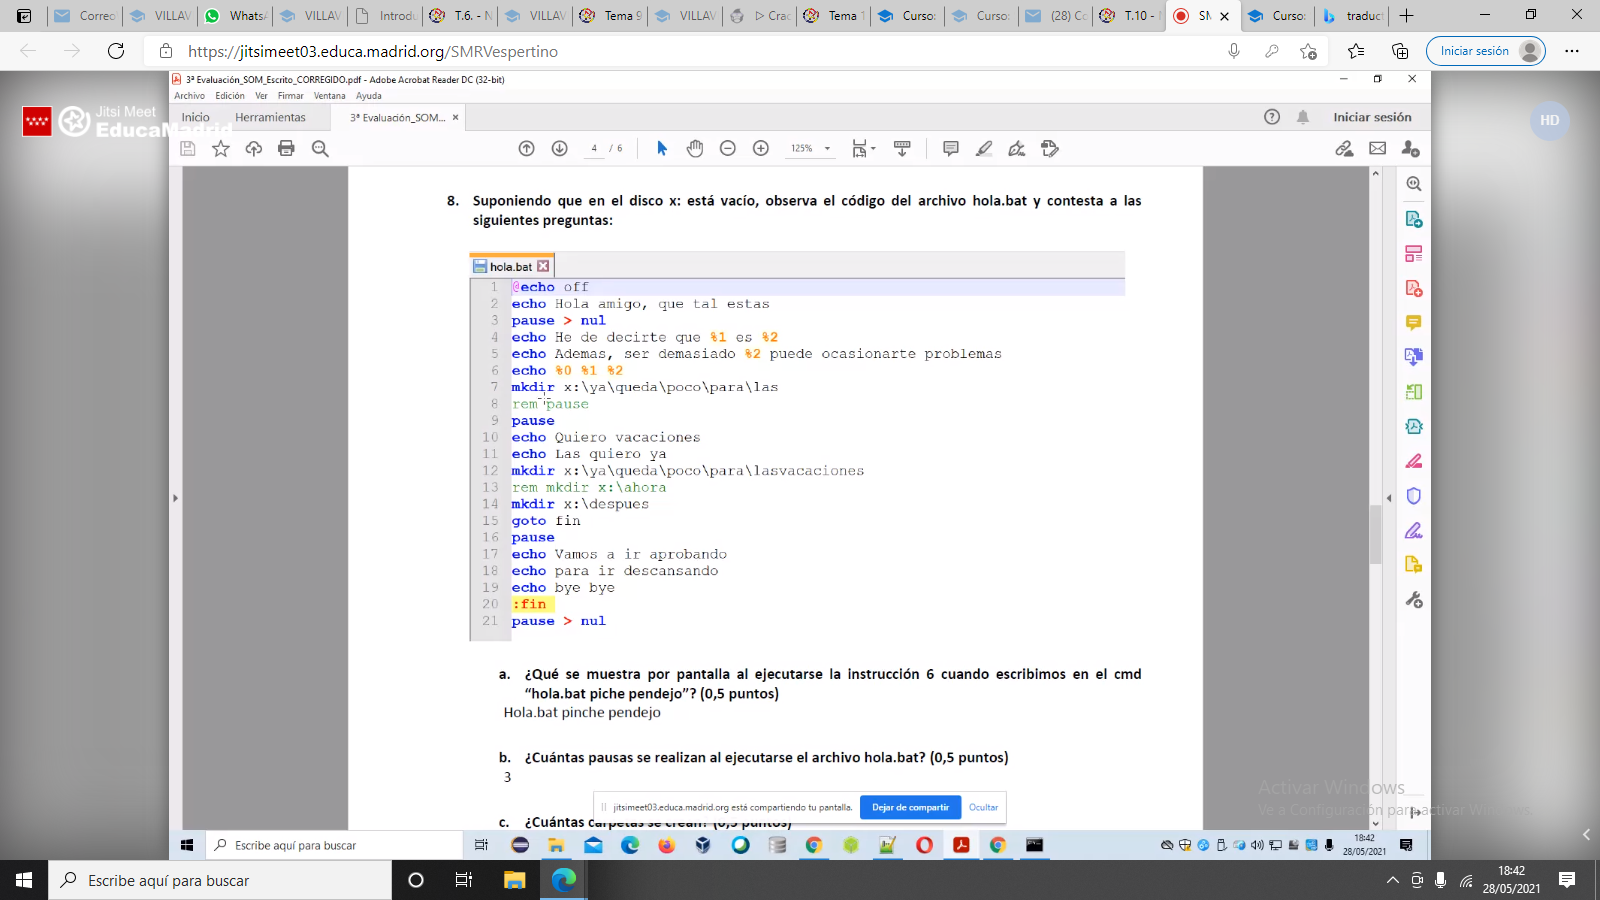 Correo
VILLAV
WhatsA
VILLAV
Introdu
T.6. - N
VILLAV
Tema 9
VILLAV
Crac
Tema 1
Curso:
Curso:
(28) Co
T.10 - N
SM
Curso:
traduct
https://jitsimeet03.educa.madrid.org/SMRVespertino
Iniciar sesión
3ª Evaluación_SOM_Escrito_CORREGIDO.pdf - Adobe Acrobat Reader DC (32-bit)
Archivo Edición Ver Firmar Ventana Ayuda
Jitsi Meet
EducaMadrid
Inicio Herramientas 3ª Evaluación_SOM... Iniciar sesión
HD
4 / 6 125%
8. Suponiendo que en el disco x: está vacío, observa el código del archivo hola.bat y contesta a las
siguientes preguntas:
hola.bat
1 @echo off
2 echo Hola amigo, que tal estas
3 pause > nul
4 echo He de decirte que %1 es %2
5 echo Ademas, ser demasiado %2 puede ocasionarte problemas
6 echo %0 %1 %2
7 mkdir x:\ya\queda\poco\para\las
8 rem pause
9 pause
10 echo Quiero vacaciones
11 echo Las quiero ya
12 mkdir x:\ya\queda\poco\para\lasvacaciones
13 rem mkdir x:\ahora
14 mkdir x:\despues
15 goto fin
16 pause
17 echo Vamos a ir aprobando
18 echo para ir descansando
19 echo bye bye
20 :fin
21 pause > nul
a. ¿Qué se muestra por pantalla al ejecutarse la instrucción 6 cuando escribimos en el cmd
“hola.bat piche pendejo”? (0,5 puntos)
Hola.bat pinche pendejo
b. ¿Cuántas pausas se realizan al ejecutarse el archivo hola.bat? (0,5 puntos)
3
jitsimeet03.educa.madrid.org está compartiendo tu pantalla. Dejar de compartir Ocultar
c. ¿Cuántas carpetas se crean? (0,5 puntos)
Activar Windows
Ve a Configuración para activar Windows.
Escribe aquí para buscar
18:42
28/05/2021
Escribe aquí para buscar
18:42
28/05/2021